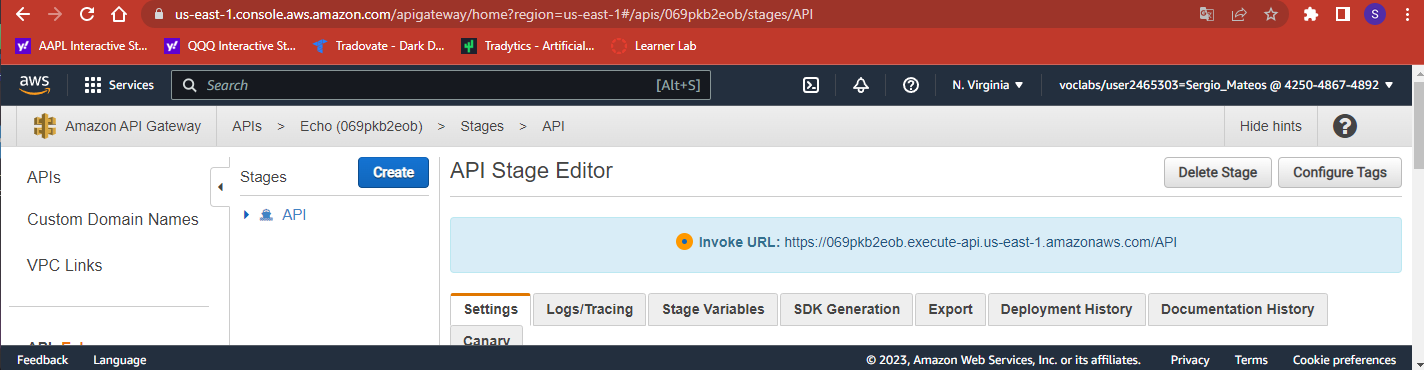 us-east-1.console.aws.amazon.com/apigateway/home?region=us-east-1#/apis/069pkb2eob/stages/API
S
AAPL Interactive St... QQQ Interactive St... Tradovate - Dark D... Tradytics - Artificial... Learner Lab
aws Services Search [Alt+S] N. Virginia voclabs/user2465303=Sergio_Mateos @ 4250-4867-4892
Amazon API Gateway APIs > Echo (069pkb2eob) > Stages > API Hide hints ?
APIs
Custom Domain Names
VPC Links
Stages Create
API
API Stage Editor Delete Stage Configure Tags
Invoke URL: https://069pkb2eob.execute-api.us-east-1.amazonaws.com/API
Settings Logs/Tracing Stage Variables SDK Generation Export Deployment History Documentation History
Canary
Feedback Language © 2023, Amazon Web Services, Inc. or its affiliates. Privacy Terms Cookie preferences